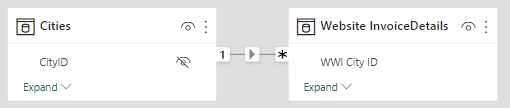 Cities
CityID
Expand
1
*
Website InvoiceDetails
WWI City ID
Expand